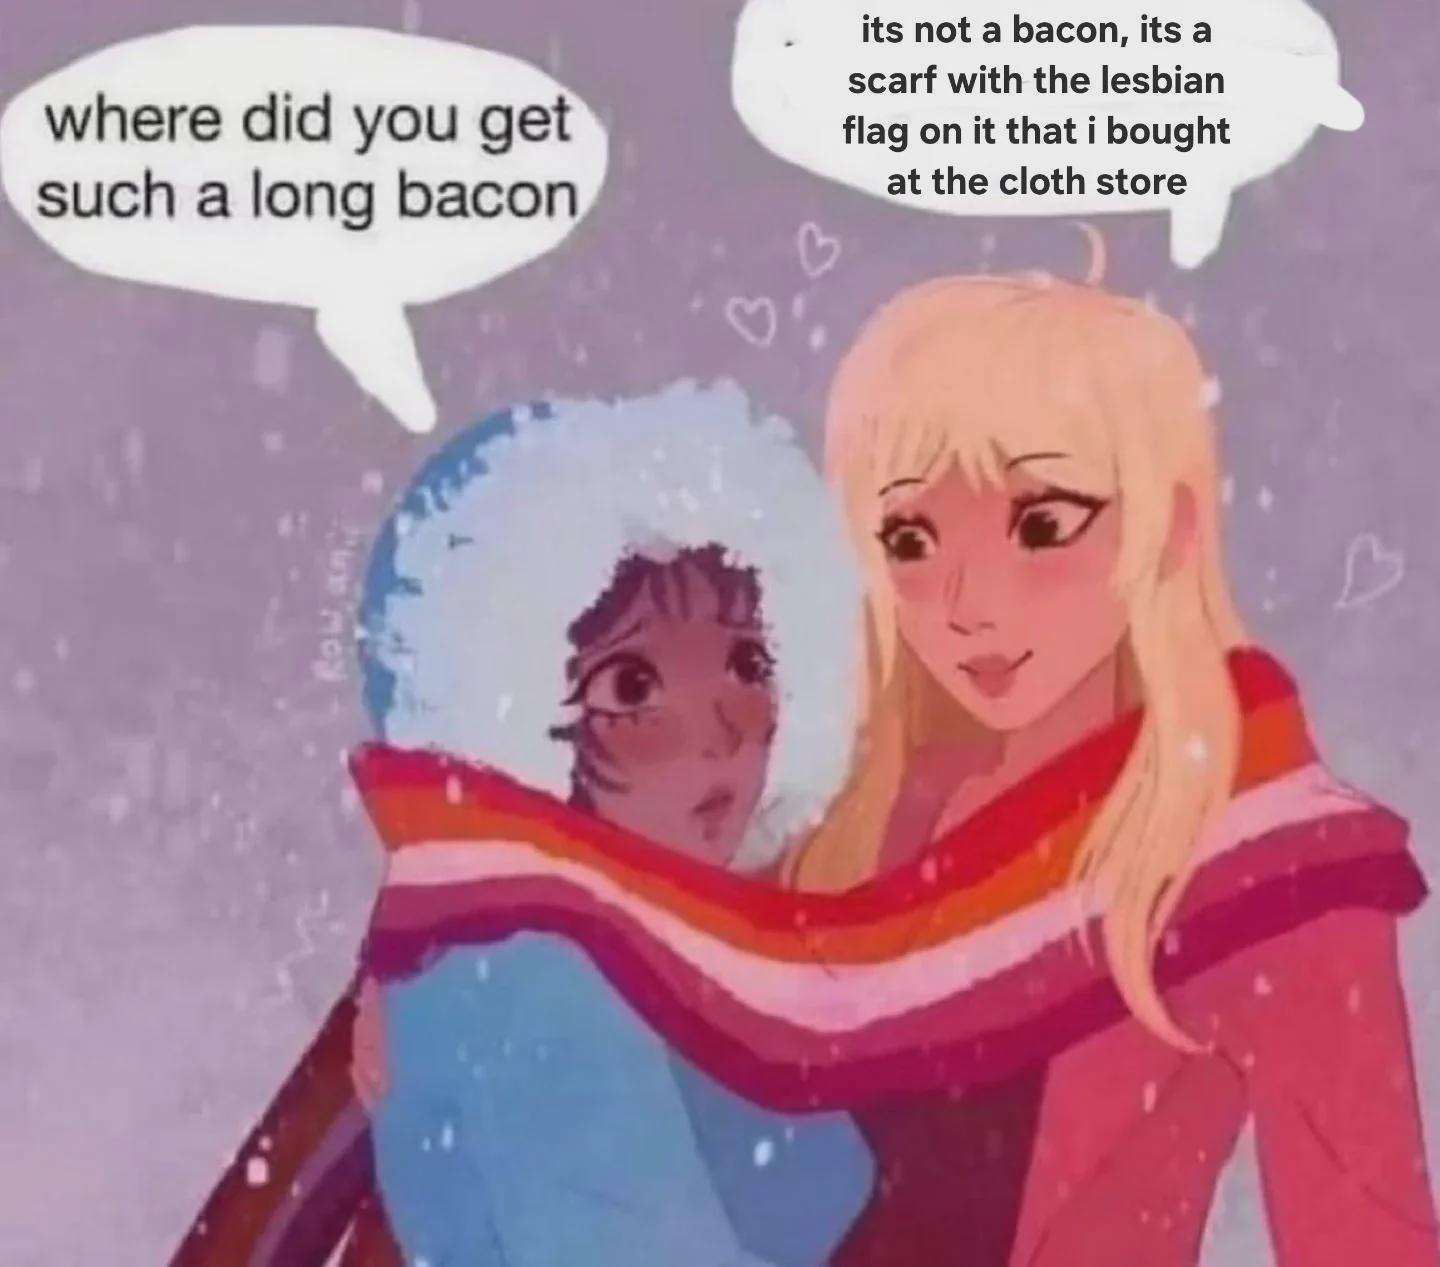 where did you get
such a long bacon
its not a bacon, its a
scarf with the lesbian
flag on it that i bought
at the cloth store